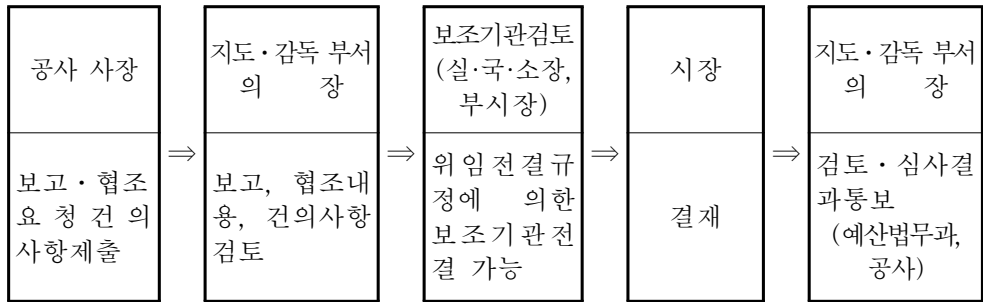 공사 사장
보고·협조
요 청 건 의
사항제출
⇒
지도·감독 부서
의 장
보고, 협조내
용, 건의사항
검토
⇒
보조기관검토
(실·국·소장,
부시장)
위임전결규
정에 의한
보조기관전
결 가능
⇒
시장
결재
⇒
지도·감독 부서
의 장
검토·심사결
과통보
(예산법무과,
공사)